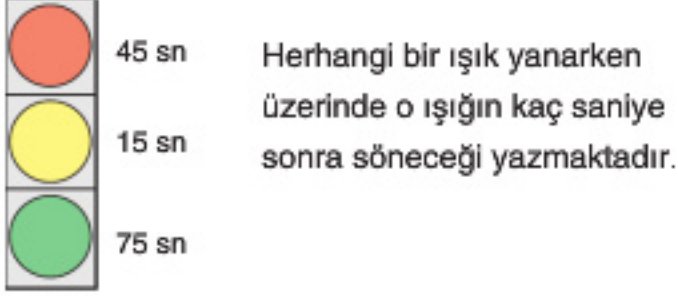 45 sn
15 sn
75 sn
Herhangi bir ışık yanarken
üzerinde o ışığın kaç saniye
sonra söneceği yazmaktadır.